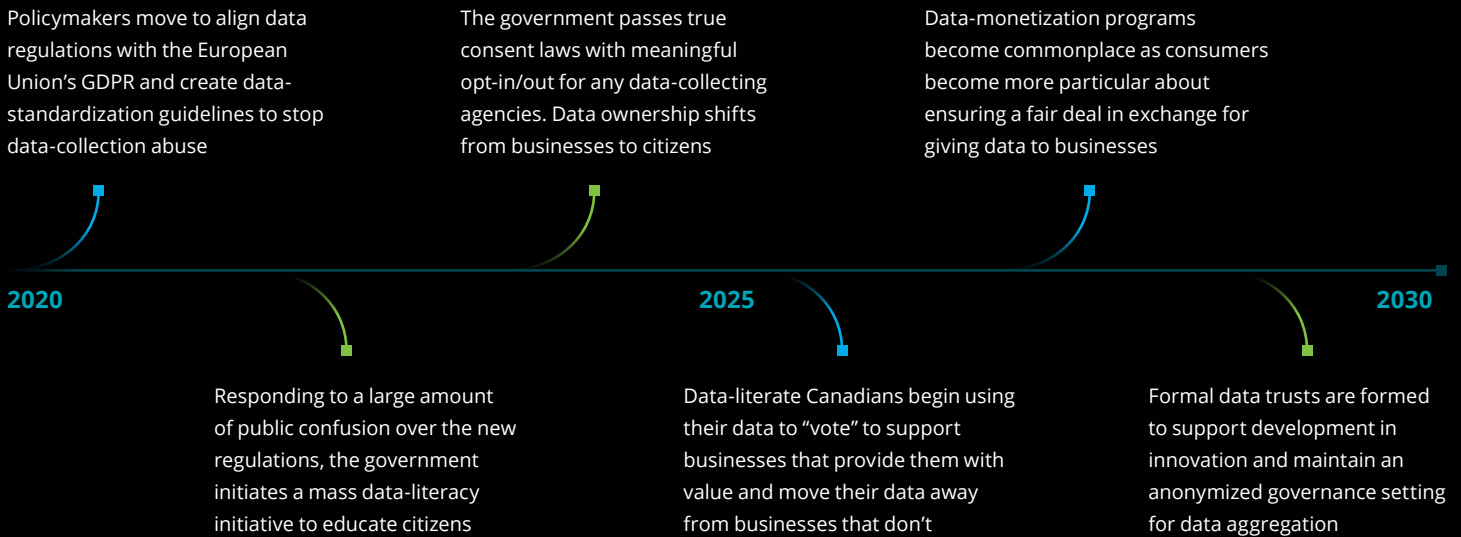 Policymakers move to align data
regulations with the European
Union’s GDPR and create data-
standardization guidelines to stop
data-collection abuse
The government passes true
consent laws with meaningful
opt-in/out for any data-collecting
agencies. Data ownership shifts
from businesses to citizens
Data-monetization programs
become commonplace as consumers
become more particular about
ensuring a fair deal in exchange for
giving data to businesses
2020
2025
2030
Responding to a large amount
of public confusion over the new
regulations, the government
initiates a mass data-literacy
initiative to educate citizens
Data-literate Canadians begin using
their data to “vote” to support
businesses that provide them with
value and move their data away
from businesses that don’t
Formal data trusts are formed
to support development in
innovation and maintain an
anonymized governance setting
for data aggregation